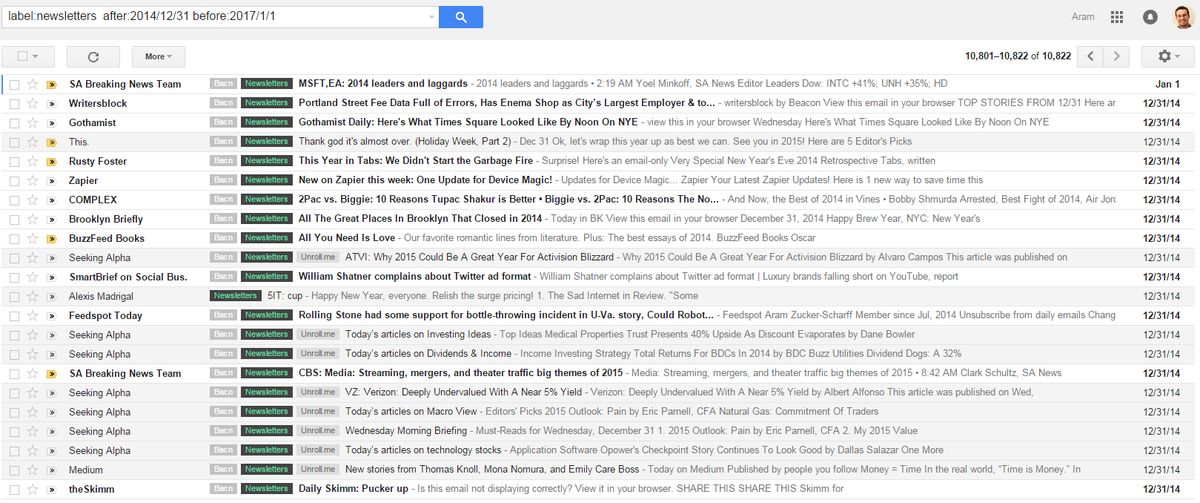 label:newsletters after:2014/12/31 before:2017/1/1 Aram
More 10,801–10,822 of 10,822
SA Breaking News Team Bacn Newsletters MSFT,EA: 2014 leaders and laggards - 2014 leaders and laggards • 2:19 AM Yoel Minkoff, SA News Editor Leaders Dow: INTC +41%; UNH +35%; HD Jan 1
Writersblock Bacn Newsletters Portland Street Fee Data Full of Errors, Has Enema Shop as City's Largest Employer & to... - writersblock by Beacon View this email in your browser TOP STORIES FROM 12/31 Here ar 12/31/14
Gothamist Bacn Newsletters Gothamist Daily: Here's What Times Square Looked Like By Noon On NYE - view this in your browser Wednesday Here's What Times Square Looked Like By Noon On NYE 12/31/14
This. Bacn Newsletters Thank god it's almost over. (Holiday Week, Part 2) - Dec 31 Ok, let's wrap this year up as best we can. See you in 2015! Here are 5 Editor's Picks 12/31/14
Rusty Foster Bacn Newsletters This Year in Tabs: We Didn't Start the Garbage Fire - Surprise! Here's an email-only Very Special New Year's Eve 2014 Retrospective Tabs, written 12/31/14
Zapier Bacn Newsletters New on Zapier this week: One Update for Device Magic! - Updates for Device Magic... Zapier Your Latest Zapier Updates! Here is 1 new way to save time this 12/31/14
COMPLEX Bacn Newsletters 2Pac vs. Biggie: 10 Reasons Tupac Shakur is Better • Biggie vs. 2Pac: 10 Reasons The No... - And Now, the Best of 2014 in Vines • Bobby Shmurda Arrested, Best Fight of 2014, Air Jorc 12/31/14
Brooklyn Briefly Bacn Newsletters All The Great Places In Brooklyn That Closed in 2014 - Today in BK View this email in your browser December 31, 2014 Happy Brew Year, NYC: New Year's 12/31/14
BuzzFeed Books Bacn Newsletters All You Need Is Love - Our favorite romantic lines from literature. Plus: The best essays of 2014. BuzzFeed Books Oscar 12/31/14
Seeking Alpha Bacn Newsletters Unroll.me ATVI: Why 2015 Could Be A Great Year For Activision Blizzard - Why 2015 Could Be A Great Year For Activision Blizzard by Alvaro Campos This article was published on 12/31/14
SmartBrief on Social Bus. Bacn Newsletters William Shatner complains about Twitter ad format - William Shatner complains about Twitter ad format | Luxury brands falling short on YouTube, report 12/31/14
Alexis Madrigal Newsletters 5IT: cup - Happy New Year, everyone. Relish the surge pricing! 1. The Sad Internet in Review. "Some 12/31/14
Feedspot Today Bacn Newsletters Rolling Stone had some support for bottle-throwing incident in U-Va. story, Could Robot... - Feedspot Aram Zucker-Scharff Member since Jul, 2014 Unsubscribe from daily emails Chang 12/31/14
Seeking Alpha Bacn Newsletters Unroll.me Today's articles on Investing Ideas - Top Ideas Medical Properties Trust Presents 40% Upside As Discount Evaporates by Dane Bowler 12/31/14
Seeking Alpha Bacn Newsletters Unroll.me Today's articles on Dividends & Income - Income Investing Strategy Total Returns For BDCs In 2014 by BDC Buzz Utilities Dividend Dogs: A 32% 12/31/14
SA Breaking News Team Bacn Newsletters CBS: Media: Streaming, mergers, and theater traffic big themes of 2015 - Media: Streaming, mergers, and theater traffic big themes of 2015 • 8:42 AM Clark Schultz, SA News 12/31/14
Seeking Alpha Bacn Newsletters Unroll.me VZ: Verizon: Deeply Undervalued With A Near 5% Yield - Verizon: Deeply Undervalued With A Near 5% Yield by Albert Alfonso This article was published on Wed, 12/31/14
Seeking Alpha Bacn Newsletters Unroll.me Today's articles on Macro View - Editors' Picks 2015 Outlook: Pain by Eric Parnell, CFA Natural Gas: Commitment Of Traders 12/31/14
Seeking Alpha Bacn Newsletters Unroll.me Wednesday Morning Briefing - Must-Reads for Wednesday, December 31 1. 2015 Outlook: Pain by Eric Parnell, CFA 2. My 2015 Value 12/31/14
Seeking Alpha Bacn Newsletters Unroll.me Today's articles on technology stocks - Application Software Opower's Checkpoint Story Continues To Look Good by Dallas Salazar One More 12/31/14
Medium Bacn Newsletters Unroll.me New stories from Thomas Knoll, Mona Nomura, and Emily Care Boss - Today on Medium Published by people you follow Money = Time In the real world, "Time is Money." In 12/31/14
theSkimm Bacn Newsletters Daily Skimm: Pucker up - Is this email not displaying correctly? View it in your browser. SHARE THIS SHARE THIS Skimm for 12/31/14